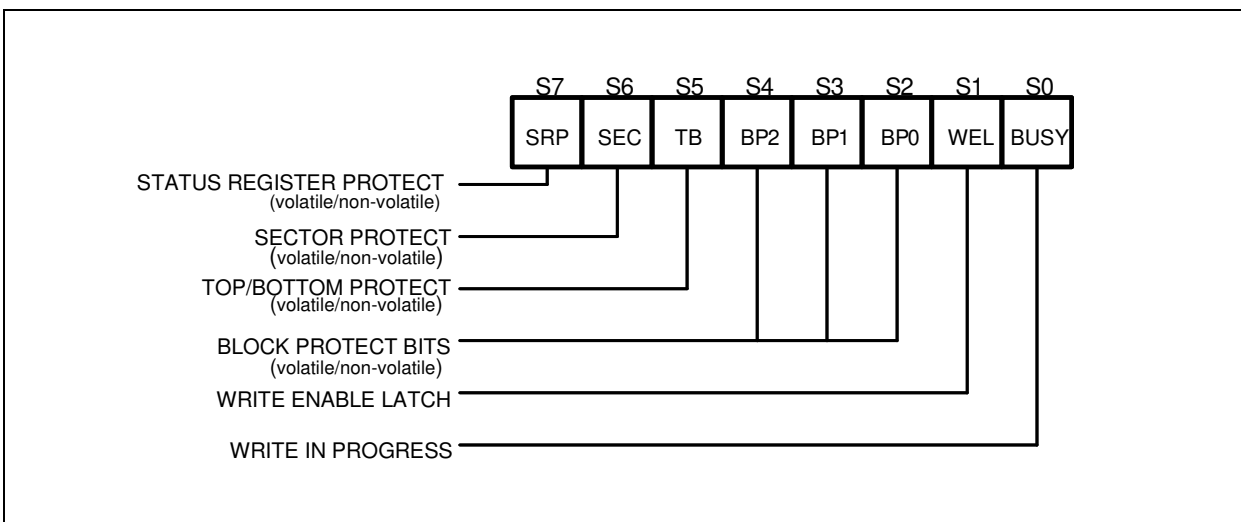 S7 S6 S5 S4 S3 S2 S1 S0
SRP SEC TB BP2 BP1 BP0 WEL BUSY
STATUS REGISTER PROTECT
(volatile/non-volatile)
SECTOR PROTECT
(volatile/non-volatile)
TOP/BOTTOM PROTECT
(volatile/non-volatile)
BLOCK PROTECT BITS
(volatile/non-volatile)
WRITE ENABLE LATCH
WRITE IN PROGRESS